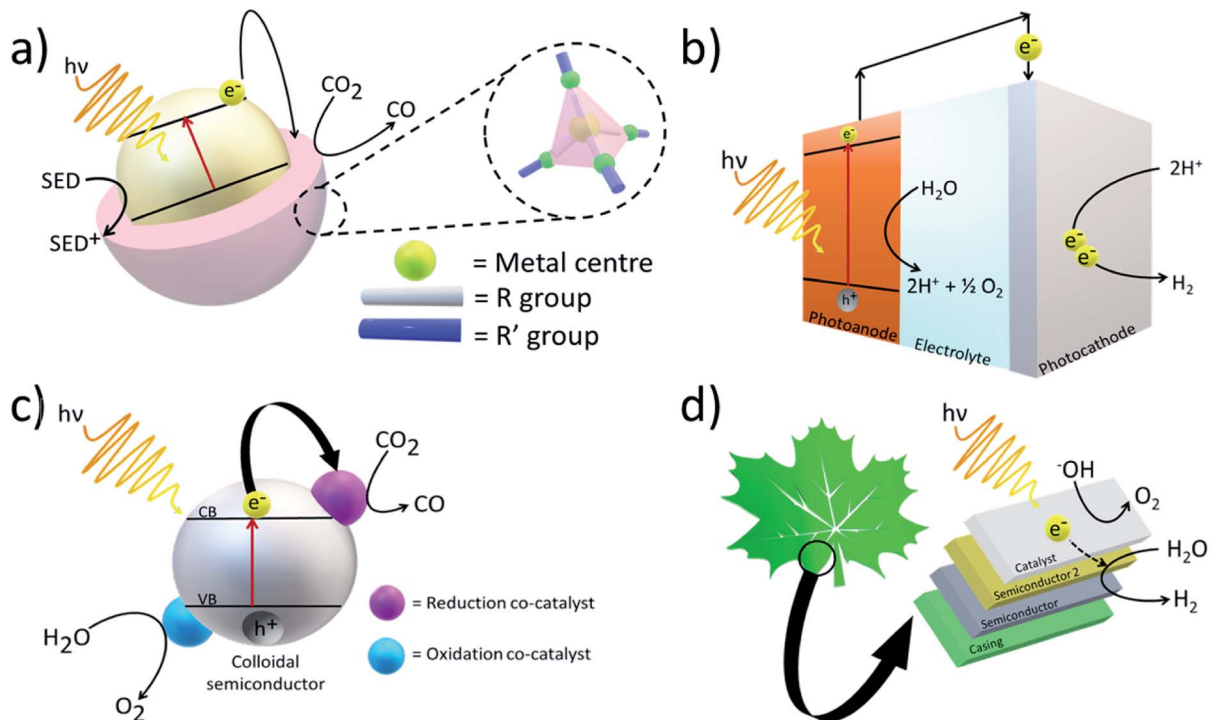 a)
hν
e⁻
CO₂
CO
SED
SED⁺
= Metal centre
= R group
= R' group
b)
e⁻
hν
e⁻
H₂O
2H⁺ + ½ O₂
h⁺
Photoanode
Electrolyte
Photocathode
2H⁺
e⁻
e⁻
H₂
c)
hν
e⁻
CB
CO₂
CO
VB
h⁺
H₂O
O₂
Colloidal
semiconductor
= Reduction co-catalyst
= Oxidation co-catalyst
d)
hν
⁻OH
O₂
e⁻
H₂O
H₂
Catalyst
Semiconductor 2
Semiconductor
Casing